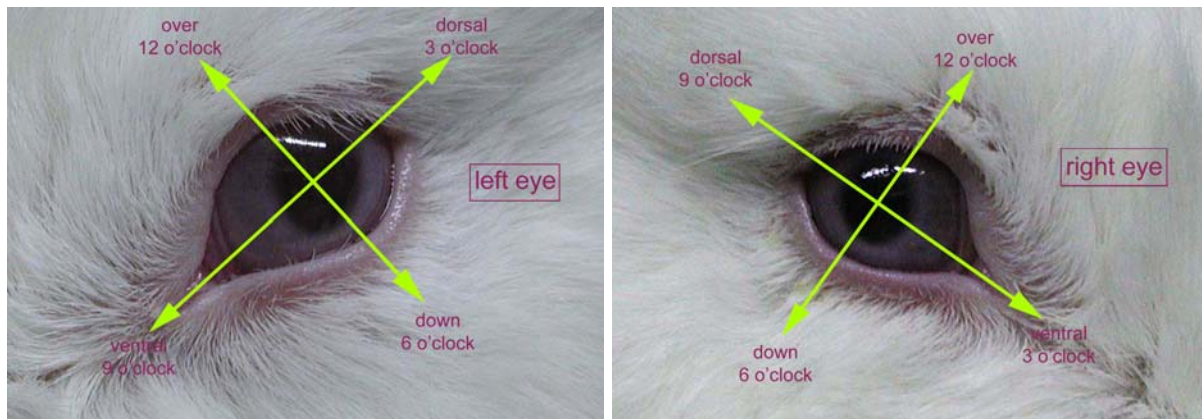 over
12 o'clock
dorsal
3 o'clock
left eye
down
6 o'clock
ventral
9 o'clock
over
12 o'clock
dorsal
9 o'clock
right eye
ventral
3 o'clock
down
6 o'clock